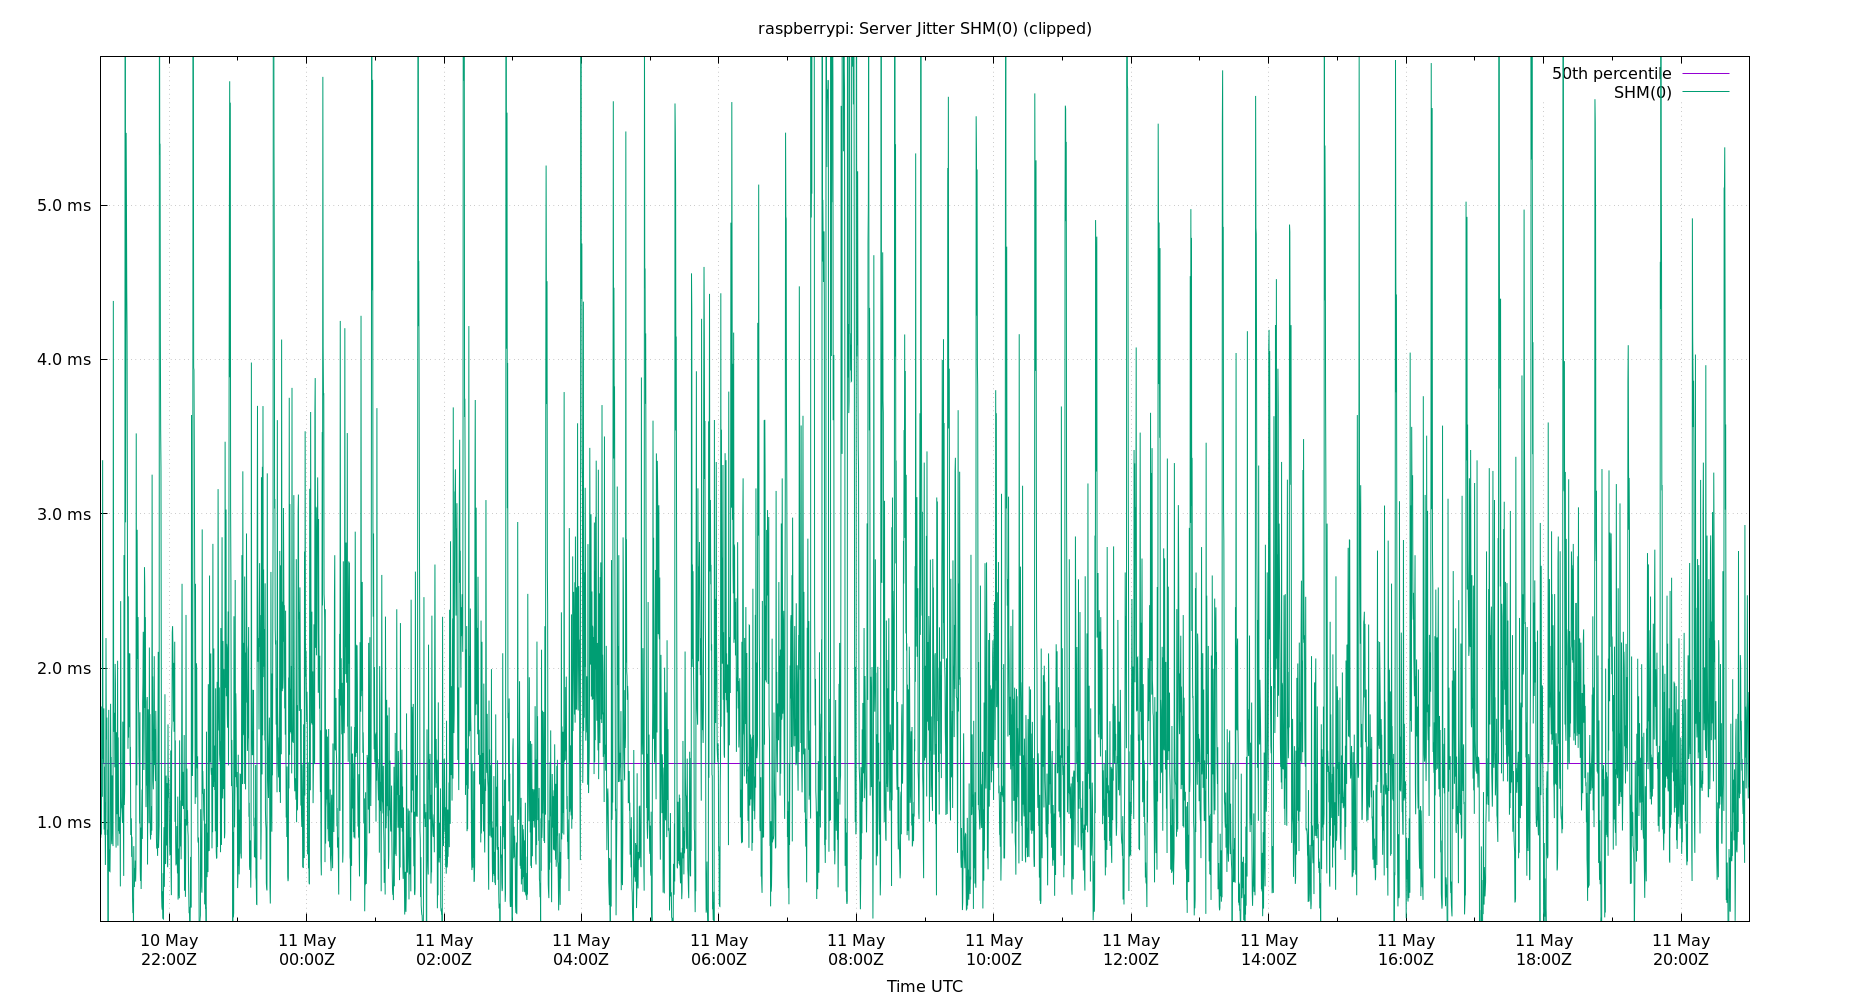 raspberrypi: Server Jitter SHM(0) (clipped)
50th percentile
SHM(0)
5.0 ms
4.0 ms
3.0 ms
2.0 ms
1.0 ms
10 May 11 May 11 May 11 May 11 May 11 May 11 May 11 May 11 May 11 May 11 May 11 May
22:00Z 00:00Z 02:00Z 04:00Z 06:00Z 08:00Z 10:00Z 12:00Z 14:00Z 16:00Z 18:00Z 20:00Z
Time UTC